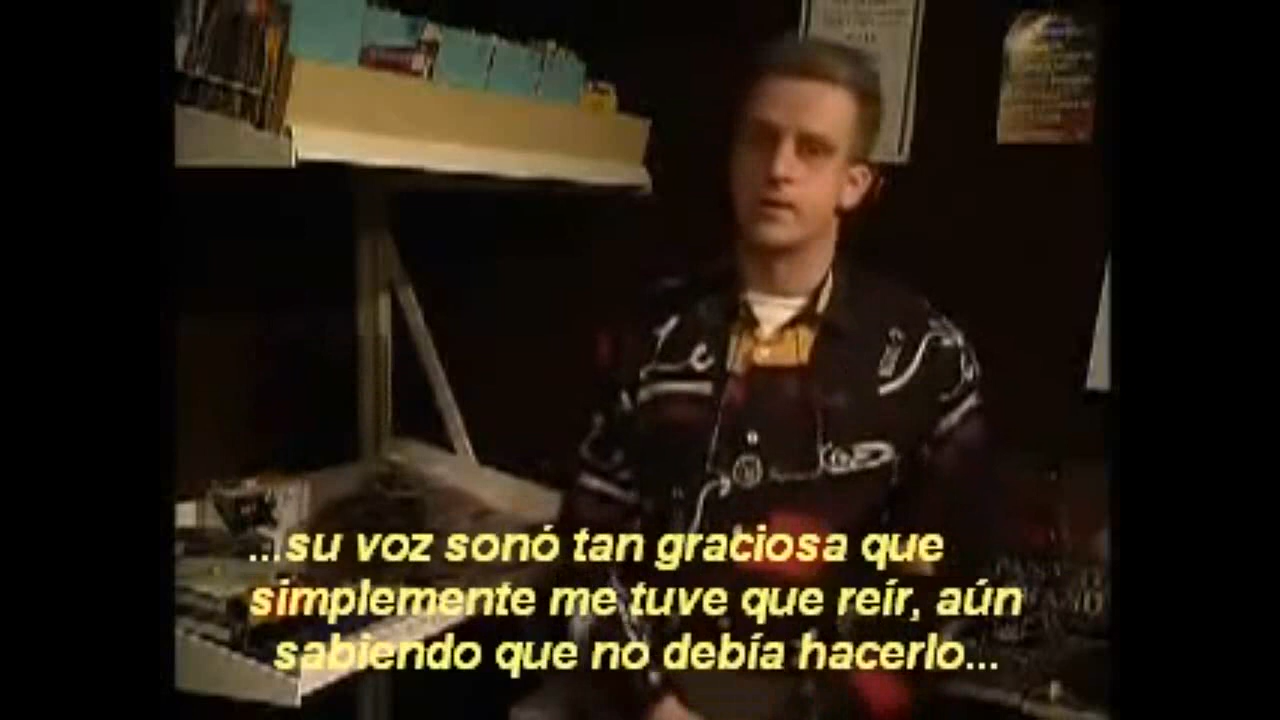 ...su voz sonó tan graciosa que
simplemente me tuve que reír, aún
sabiendo que no debía hacerlo...